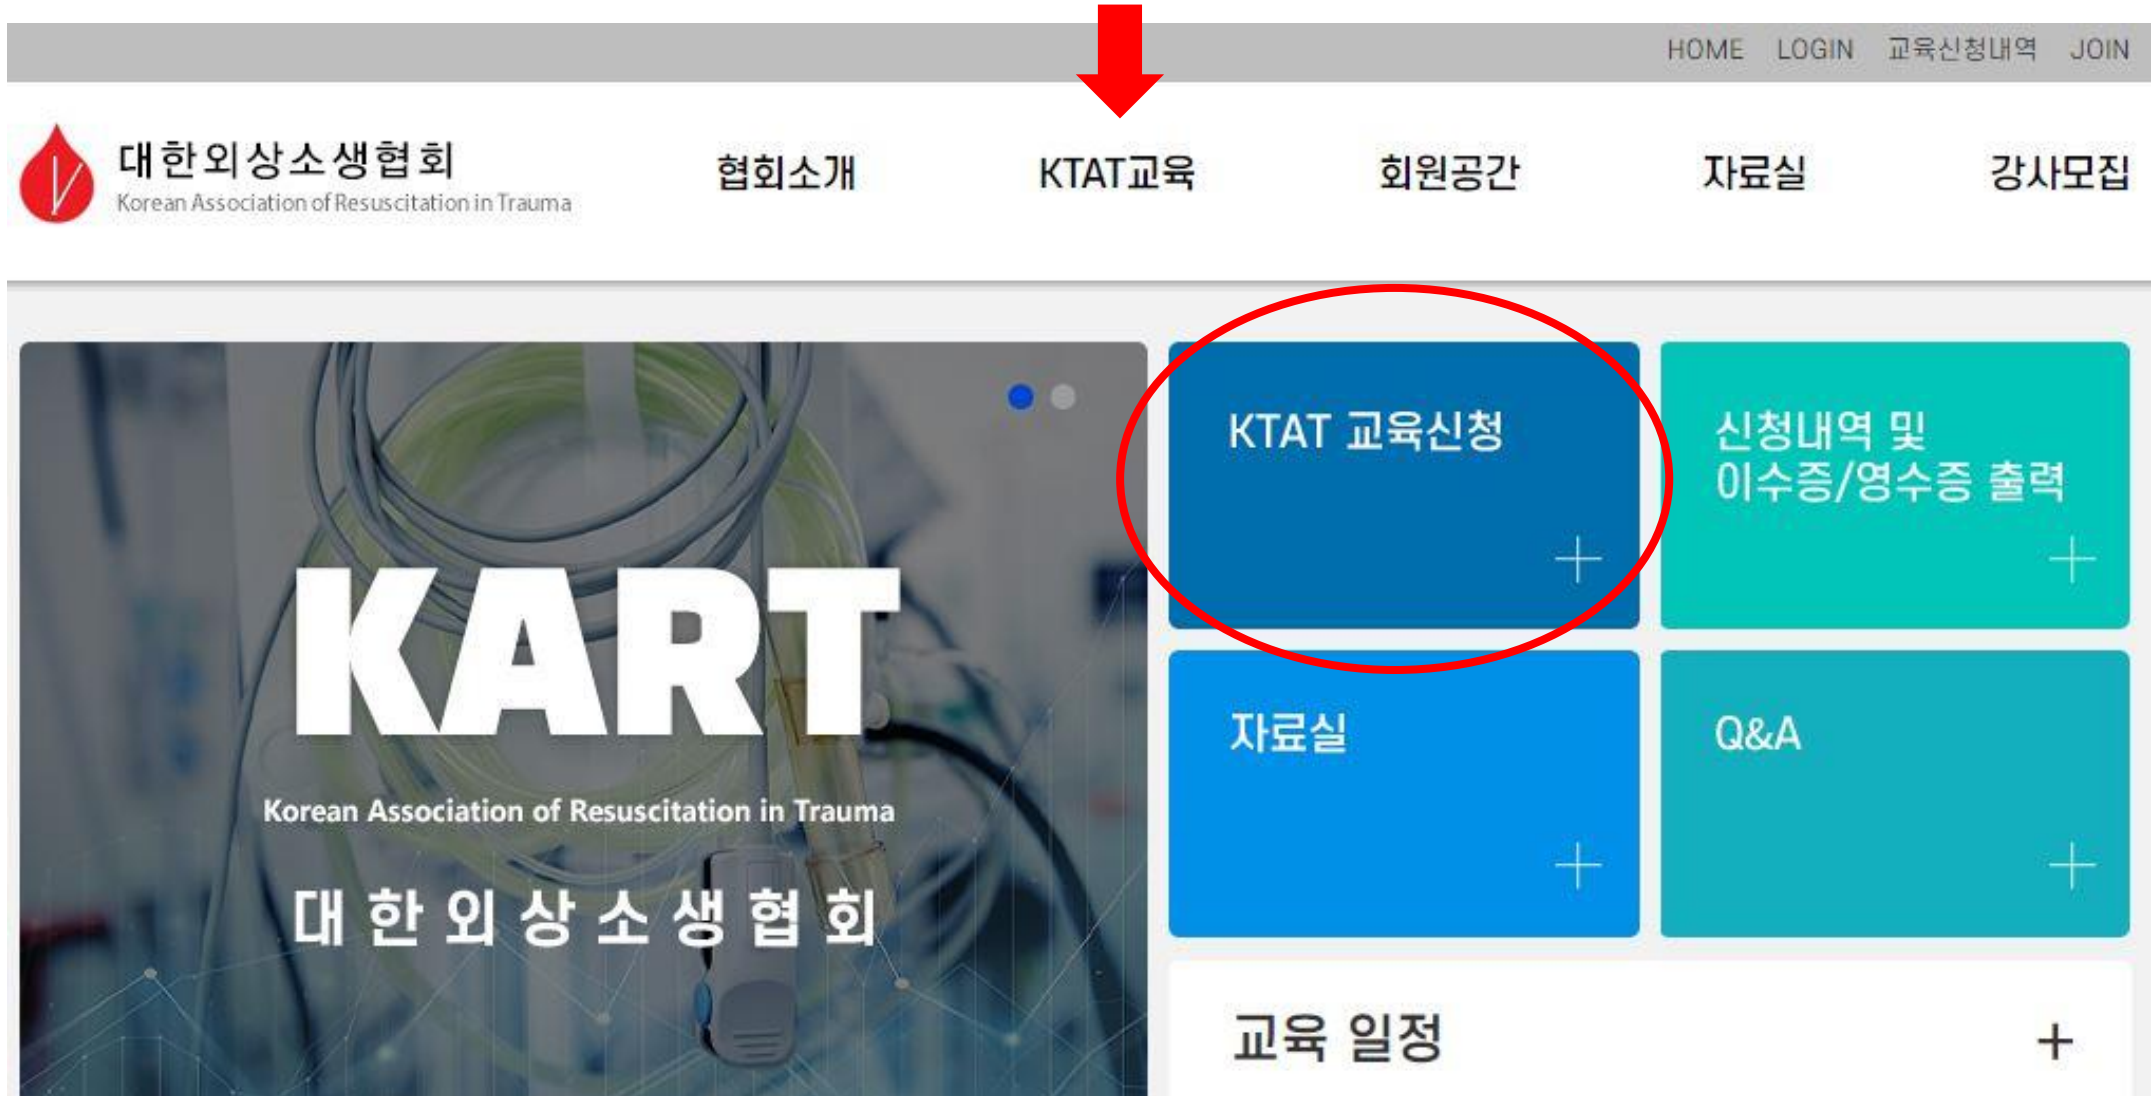 HOME LOGIN 교육신청내역 JOIN
대한외상소생협회
Korean Association of Resuscitation in Trauma
협회소개 KTAT교육 회원공간 자료실 강사모집
KART
Korean Association of Resuscitation in Trauma
대한외상소생협회
KTAT 교육신청
신청내역 및
이수증/영수증 출력
자료실
Q&A
교육 일정